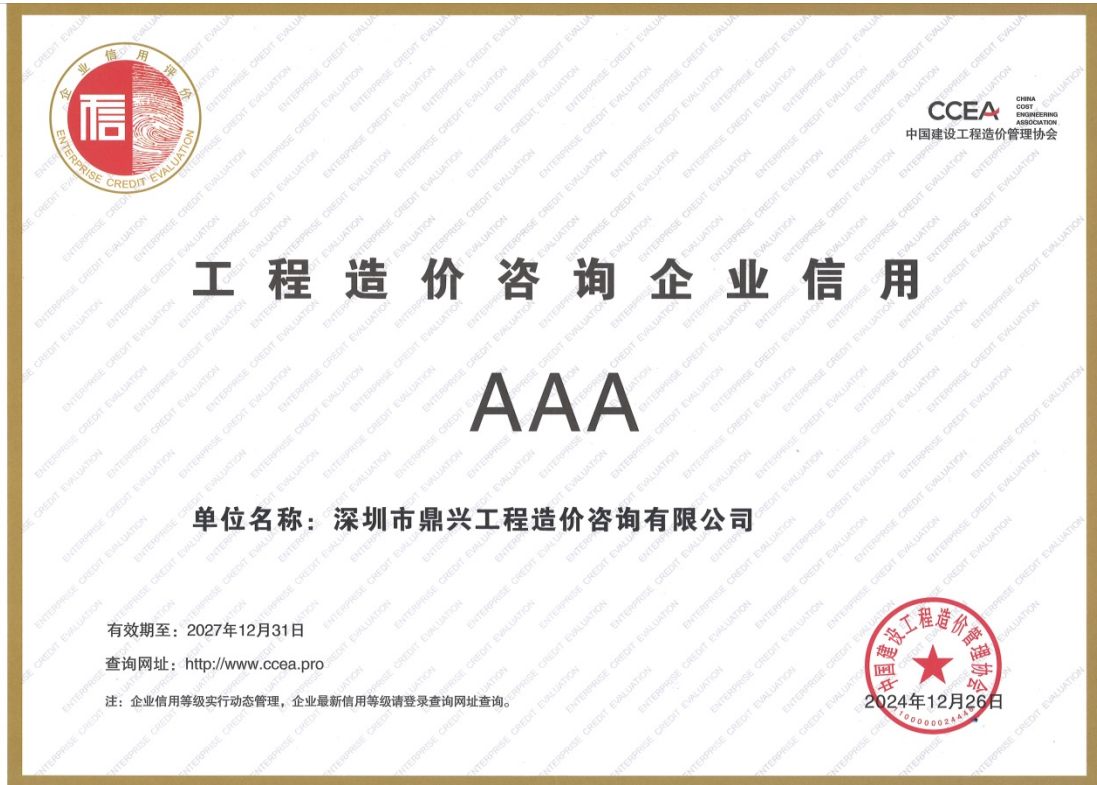 企业信用评价
信
ENTERPRISE CREDIT EVALUATION
CCEA
CHINA
COST
ENGINEERING
ASSOCIATION
中国建设工程造价管理协会
工程造价咨询企业信用
AAA
单位名称：深圳市鼎兴工程造价咨询有限公司
有效期至：2027年12月31日
查询网址：http://www.ccea.pro
注：企业信用等级实行动态管理，企业最新信用等级请登录查询网址查询。
中国建设工程造价管理协会
2024年12月26日